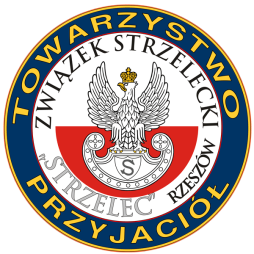 TOWARZYSTWO
PRZYJACIÓŁ
ZWIĄZEK STRZELECKI
„STRZELEC”
RZESZÓW
S